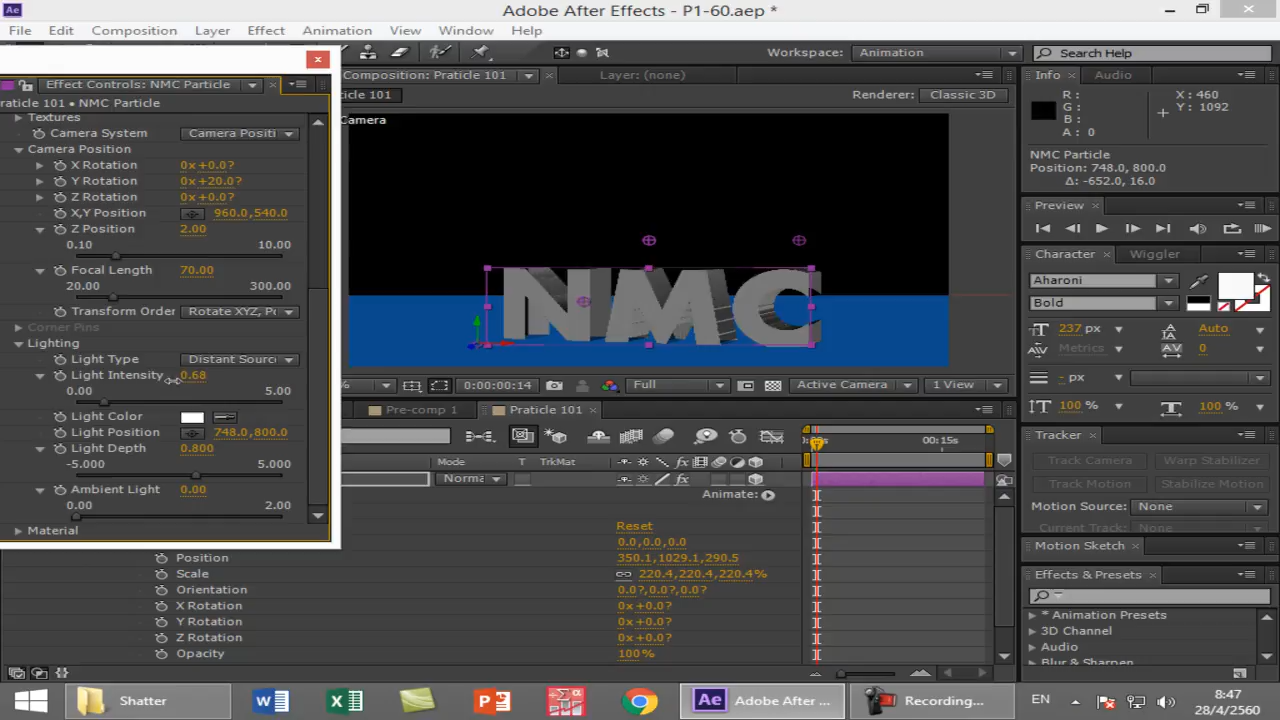 Adobe After Effects - P1-60.aep *
File Edit Composition Layer Effect Animation View Window Help
Workspace: Animation Search Help
Effect Controls: NMC Particle
raticle 101 • NMC Particle
Textures
Camera System Camera Positi
Camera Position
X Rotation 0x+0.0?
Y Rotation 0x+20.0?
Z Rotation 0x+0.0?
X,Y Position 960.0,540.0
Z Position 2.00
0.10 10.00
Focal Length 70.00
20.00 300.00
Transform Order Rotate XYZ, Pc
Corner Pins
Lighting
Light Type Distant Sourc
Light Intensity 0.68
0.00 5.00
Light Color
Light Position 748.0,800.0
Light Depth 0.800
-5.000 5.000
Ambient Light 0.00
0.00 2.00
Material
Composition: Praticle 101 Layer: (none)
ticle 101 Renderer: Classic 3D
Camera
NMC
% 0:00:00:14 Full Active Camera 1 View
Pre-comp 1 Praticle 101
Mode T TrkMat
Norma
Animate:
Reset
0.0,0.0,0.0
Position 350.1,1029.1,290.5
Scale 220.4,220.4,220.4%
Orientation 0.0?,0.0?,0.0?
X Rotation 0x+0.0?
Y Rotation 0x+0.0?
Z Rotation 0x+0.0?
Opacity 100%
00:15s
Info Audio
R: X: 460
G: Y: 1092
B:
A: 0
NMC Particle
Position: 748.0, 800.0
Δ: -652.0, 16.0
Preview
Character Wiggler
Aharoni
Bold
237 px Auto
Metrics 0
- px
100 % 100 %
Tracker
Track Camera Warp Stabilizer
Track Motion Stabilize Motion
Motion Source: None
Current Track: None
Motion Sketch
Effects & Presets
* Animation Presets
3D Channel
Audio
Blur & Sharpen
Shatter Adobe After ... Recording... EN 8:47
28/4/2560